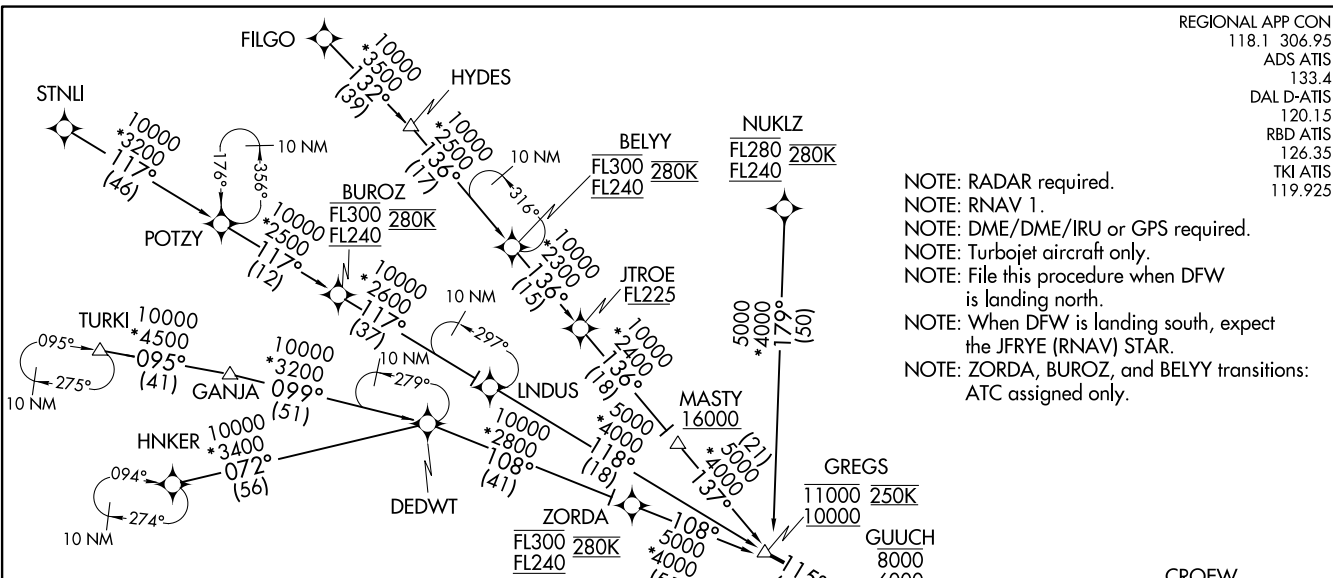 REGIONAL APP CON
118.1 306.95
ADS ATIS
133.4
DAL D-ATIS
120.15
RBD ATIS
126.35
TKI ATIS
119.925
FILGO
10000
*3500
132°
(39)
HYDES
STNLI
10000
*3200
117°
(46)
176°
356°
10 NM
POTZY
10000
*2500
136°
(17)
10 NM
316°
BELYY
FL300 280K
FL240
NUKLZ
FL280 280K
FL240
NOTE: RADAR required.
NOTE: RNAV 1.
NOTE: DME/DME/IRU or GPS required.
NOTE: Turbojet aircraft only.
NOTE: File this procedure when DFW
is landing north.
NOTE: When DFW is landing south, expect
the JFRYE (RNAV) STAR.
NOTE: ZORDA, BUROZ, and BELYY transitions:
ATC assigned only.
BUROZ
FL300 280K
FL240
10000
*2500
117°
(12)
10000
*2300
136°
(15)
JTROE
FL225
10000
*2600
117°
(37)
10 NM
297°
LNDUS
5000
*4000
179°
(50)
TURKI
095°
275°
10 NM
10000
*4500
095°
(41)
GANJA
10000
*3200
099°
(51)
10 NM
279°
10000
*2400
136°
(18)
MASTY
16000
(21)
5000
*4000
137°
HNKER
094°
274°
10 NM
10000
*3400
072°
(56)
DEDWT
10000
*2800
108°
(41)
5000
*4000
118°
(18)
GREGS
11000 250K
10000
ZORDA
FL300 280K
FL240
108°
5000
*4000
GUUCH
8000
115°